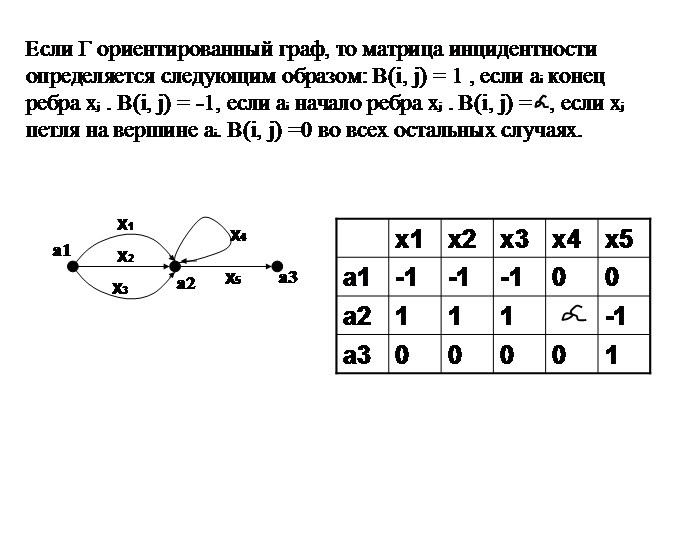 Если Г ориентированный граф, то матрица инцидентности
определяется следующим образом: B(i, j) = 1 , если ai конец
ребра xj . B(i, j) = -1, если ai начало ребра xj . B(i, j) = , если xj
петля на вершине ai. B(i, j) =0 во всех остальных случаях.
x1
x4
a1
x2
x3
a2
x5
a3
x1 x2 x3 x4 x5
a1 -1 -1 -1 0 0
a2 1 1 1 -1
a3 0 0 0 0 1